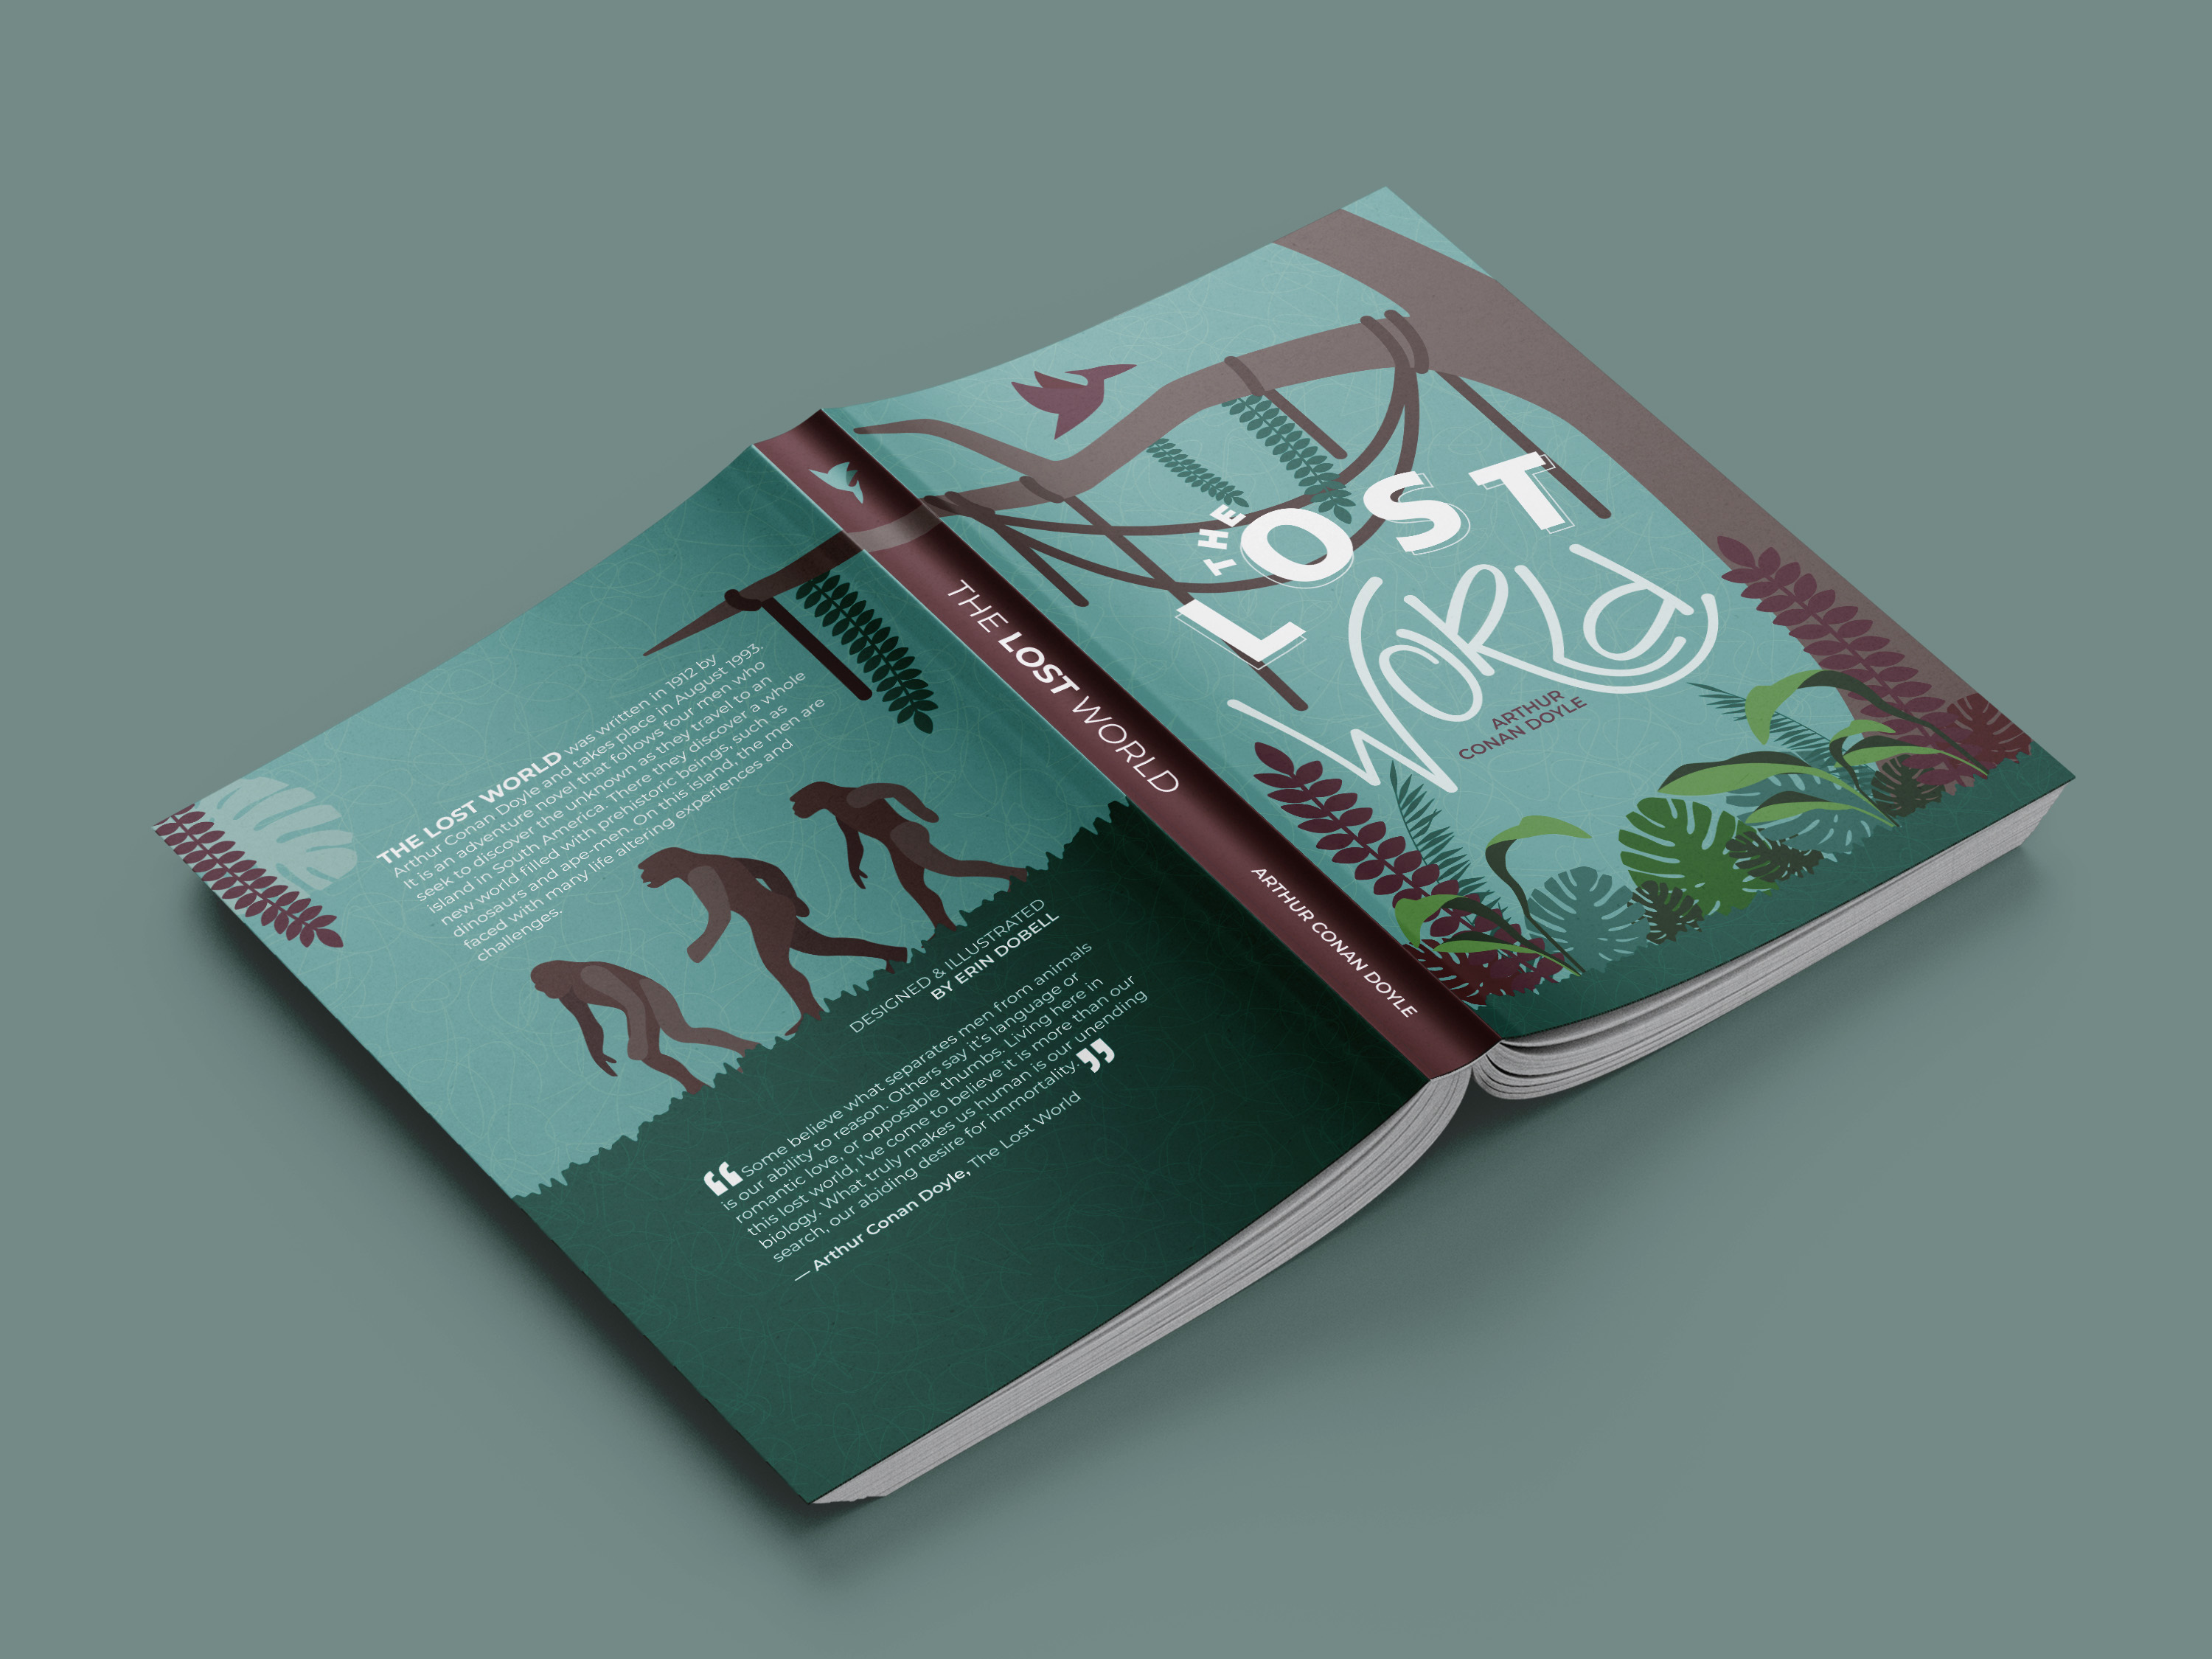 THE
LOST
WORLD
ARTHUR
CONAN DOYLE
THE LOST WORLD
ARTHUR CONAN DOYLE
THE LOST WORLD was written in 1912 by
Arthur Conan Doyle and takes place in August 1993.
It is an adventure novel that follows four men who
seek to discover the unknown as they travel to an
island in South America. There they discover a whole
new world filled with prehistoric beings, such as
dinosaurs and ape-men. On this island, the men are
faced with many life altering experiences and
challenges.
DESIGNED & ILLUSTRATED
BY ERIN DOBELL
“Some believe what separates men from animals
is our ability to reason. Others say it’s language or
romantic love, or opposable thumbs. Living here in
this lost world, I’ve come to believe it is more than our
biology. What truly makes us human is our unending
search, our abiding desire for immortality.”
— Arthur Conan Doyle, The Lost World